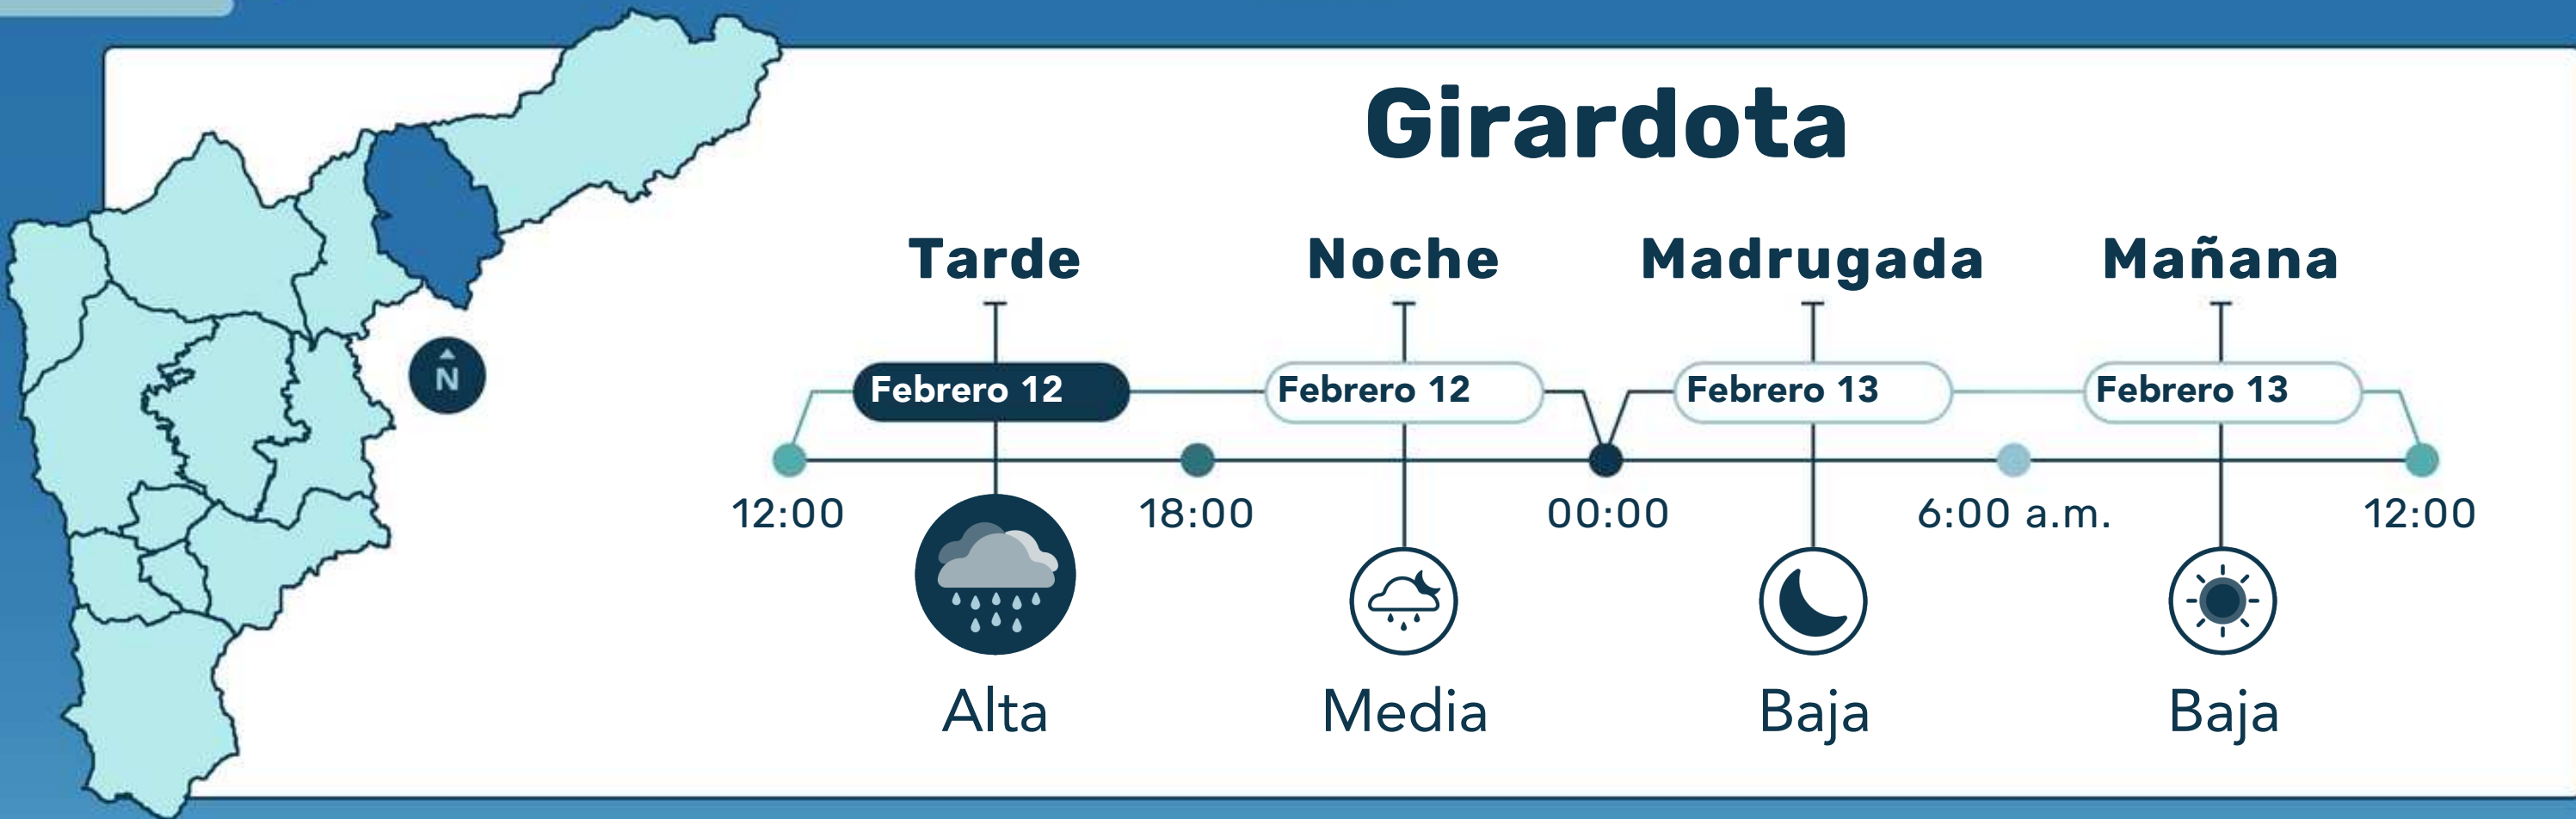 Girardota
Tarde Noche Madrugada Mañana
N
Febrero 12 Febrero 12 Febrero 13 Febrero 13
12:00 18:00 00:00 6:00 a.m. 12:00
Alta Media Baja Baja